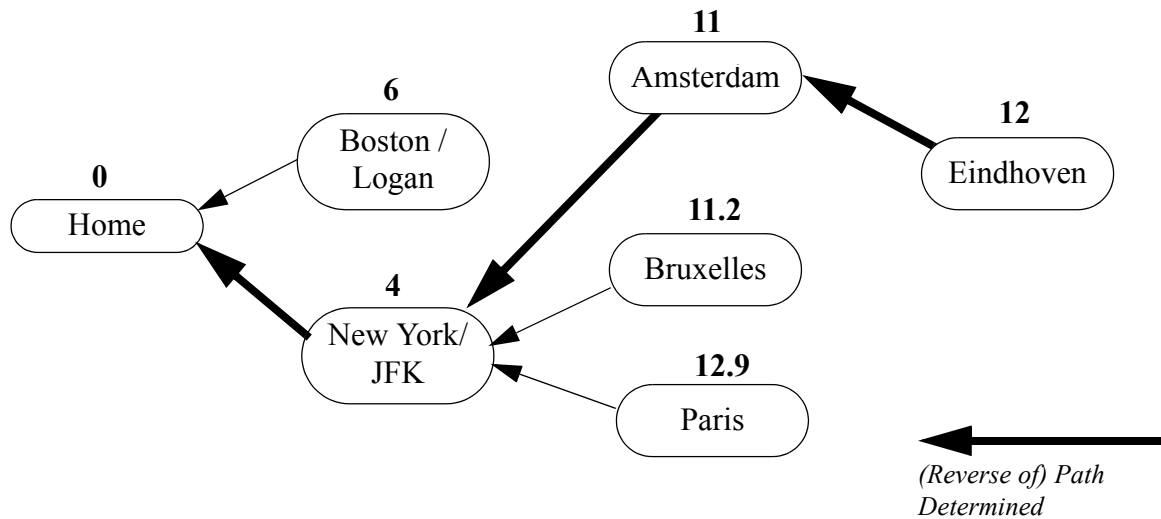 11
Amsterdam
6
Boston /
Logan
12
Eindhoven
0
Home
11.2
Bruxelles
4
New York/
JFK
12.9
Paris
(Reverse of) Path
Determined